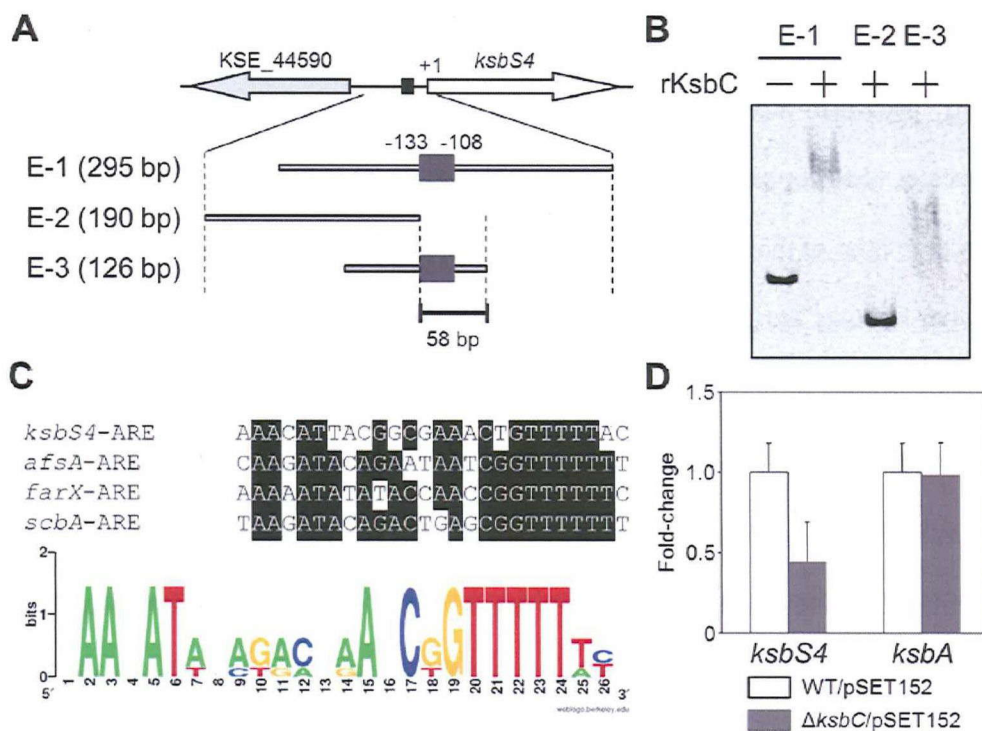 A
KSE_44590
+1
ksbS4
-133 -108
E-1 (295 bp)
E-2 (190 bp)
E-3 (126 bp)
58 bp
B
E-1 E-2 E-3
rKsbC − + + +
C
ksbS4-ARE AAACATTACGGCGAAACTGTTTTTAC
afsA-ARE CAAGATACAGAATAATCGGTTTTTTT
farX-ARE AAAAATATATACCAACCGGTTTTTTC
scbA-ARE TAAGATACAGACTGAGCGGTTTTTTT
2
1
0
bits
5′ 1 2 3 4 5 6 7 8 9 10 11 12 13 14 15 16 17 18 19 20 21 22 23 24 25 26 3′
weblogo.berkeley.edu
D
1.5
1.0
0.5
0
Fold-change
ksbS4 ksbA
WT/pSET152
ΔksbC/pSET152